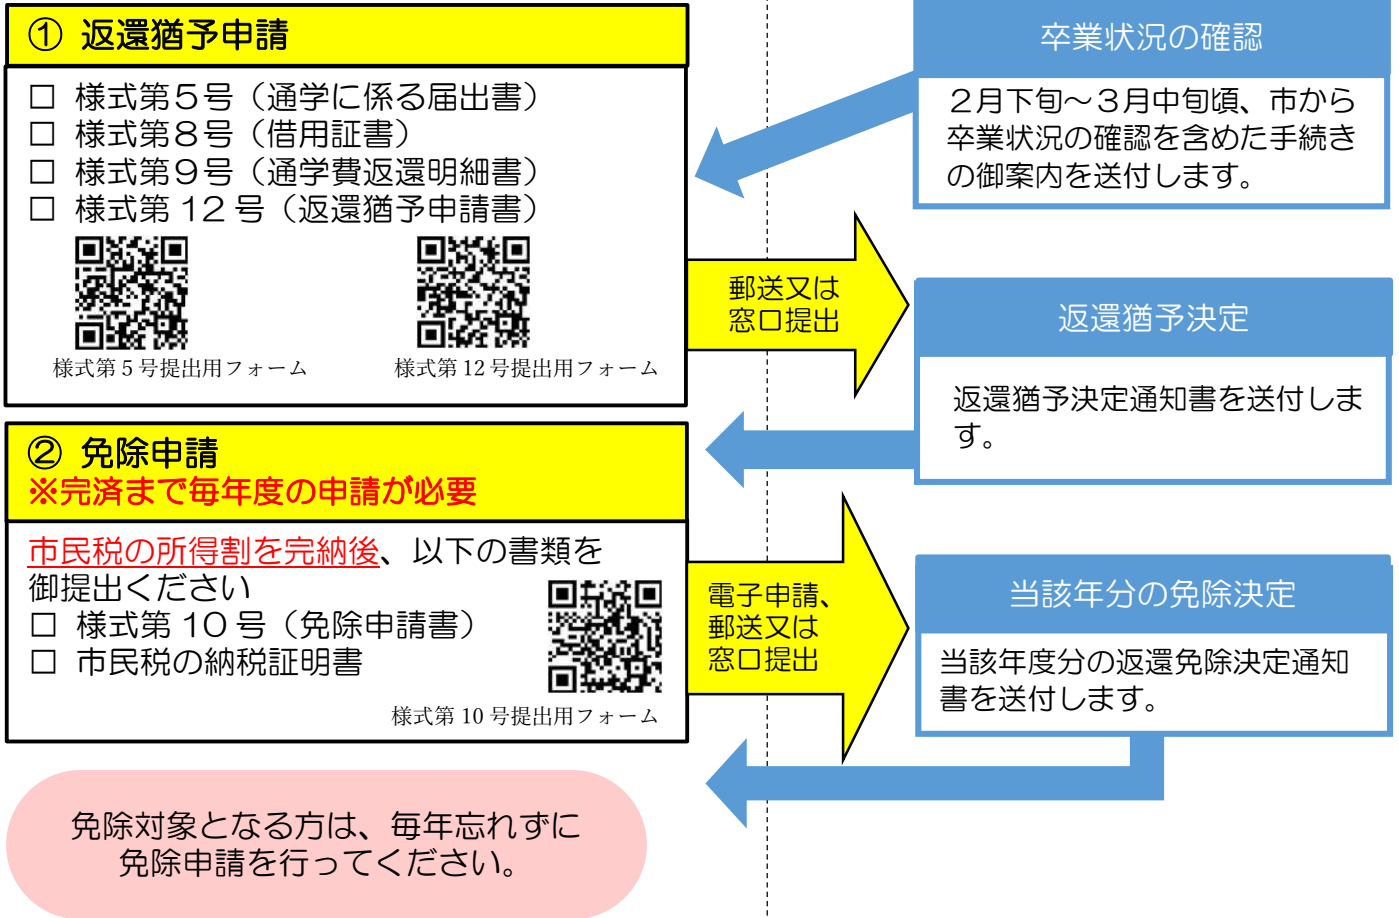 ① 返還猶予申請
□ 様式第５号（通学に係る届出書）
□ 様式第８号（借用証書）
□ 様式第９号（通学費返還明細書）
□ 様式第 12 号（返還猶予申請書）
様式第５号提出用フォーム
様式第 12 号提出用フォーム
卒業状況の確認
２月下旬～３月中旬頃、市から
卒業状況の確認を含めた手続き
の御案内を送付します。
郵送又は
窓口提出
返還猶予決定
返還猶予決定通知書を送付しま
す。
② 免除申請
※完済まで毎年度の申請が必要
市民税の所得割を完納後、以下の書類を
御提出ください
□ 様式第 10 号（免除申請書）
□ 市民税の納税証明書
様式第 10 号提出用フォーム
電子申請、
郵送又は
窓口提出
当該年分の免除決定
当該年度分の返還免除決定通知
書を送付します。
免除対象となる方は、毎年忘れずに
免除申請を行ってください。